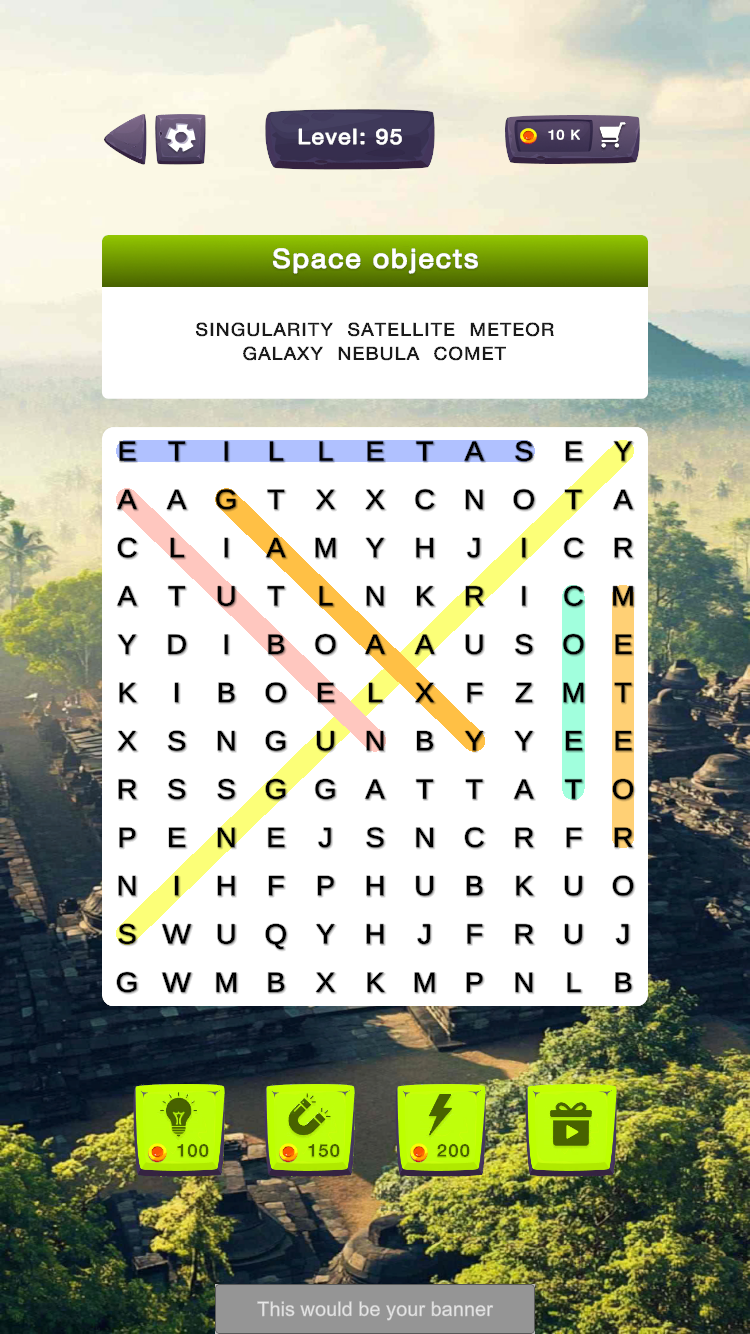 Level: 95
10 K
Space objects
SINGULARITY SATELLITE METEOR
GALAXY NEBULA COMET
E T I L L E T A S E Y
A A G T X X C N O T A
C L I A M Y H J I C R
A T U T L N K R I C M
Y D I B O A A U S O E
K I B O E L X F Z M T
X S N G U N B Y Y E E
R S S G G A T T A T O
P E N E J S N C R F R
N I H F P H U B K U O
S W U Q Y H J F R U J
G W M B X K M P N L B
100 150 200
This would be your banner